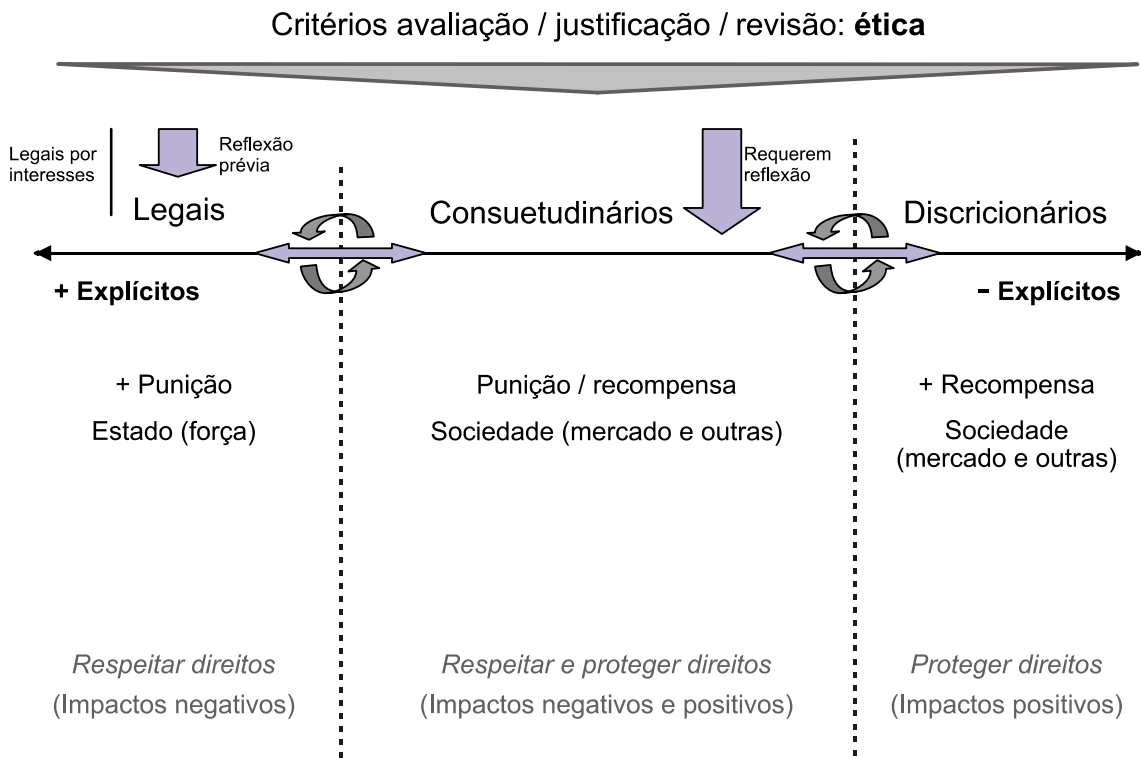 Critérios avaliação / justificação / revisão: ética
Legais por
interesses
Reflexão
prévia
Requerem
reflexão
Legais
Consuetudinários
Discricionários
+ Explícitos
- Explícitos
+ Punição
Punição / recompensa
+ Recompensa
Estado (força)
Sociedade (mercado e outras)
Sociedade
(mercado e outras)
Respeitar direitos
Respeitar e proteger direitos
Proteger direitos
(Impactos negativos)
(Impactos negativos e positivos)
(Impactos positivos)